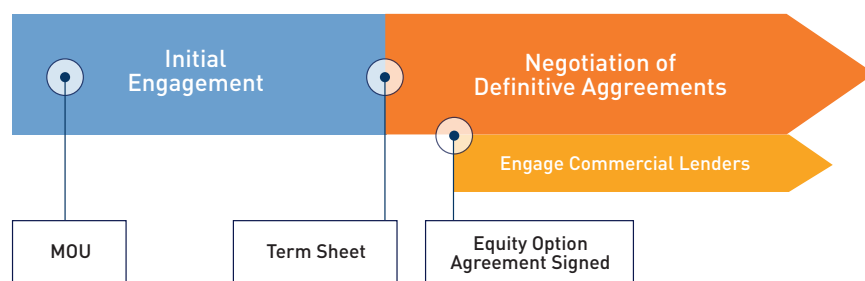 Initial
Engagement
Negotiation of
Definitive Aggreements
Engage Commercial Lenders
MOU
Term Sheet
Equity Option
Agreement Signed